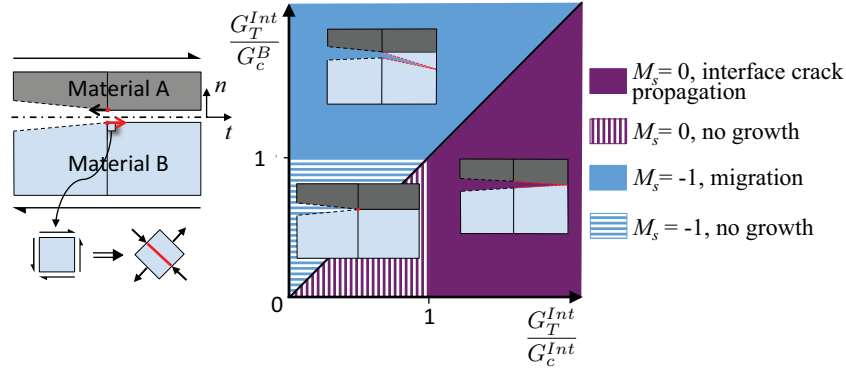 Material A
n
t
Material B
G_T^{Int}
G_c^B
1
0
1
G_T^{Int}
G_c^{Int}
M_s= 0, interface crack
propagation
M_s= 0, no growth
M_s= -1, migration
M_s = -1, no growth